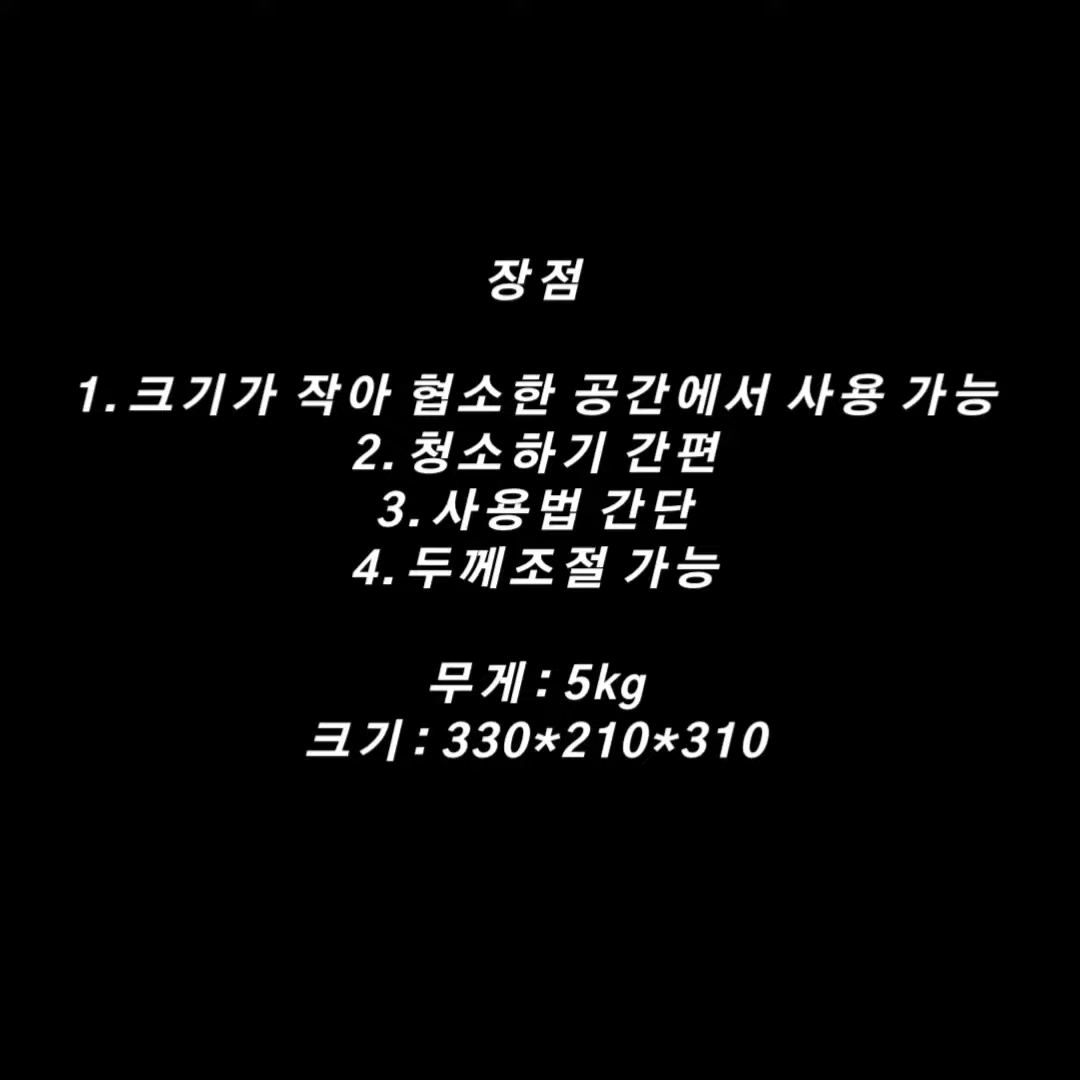 장점
1.크기가 작아 협소한 공간에서 사용 가능
2.청소하기 간편
3.사용법 간단
4.두께조절 가능
무게:5kg
크기:330*210*310